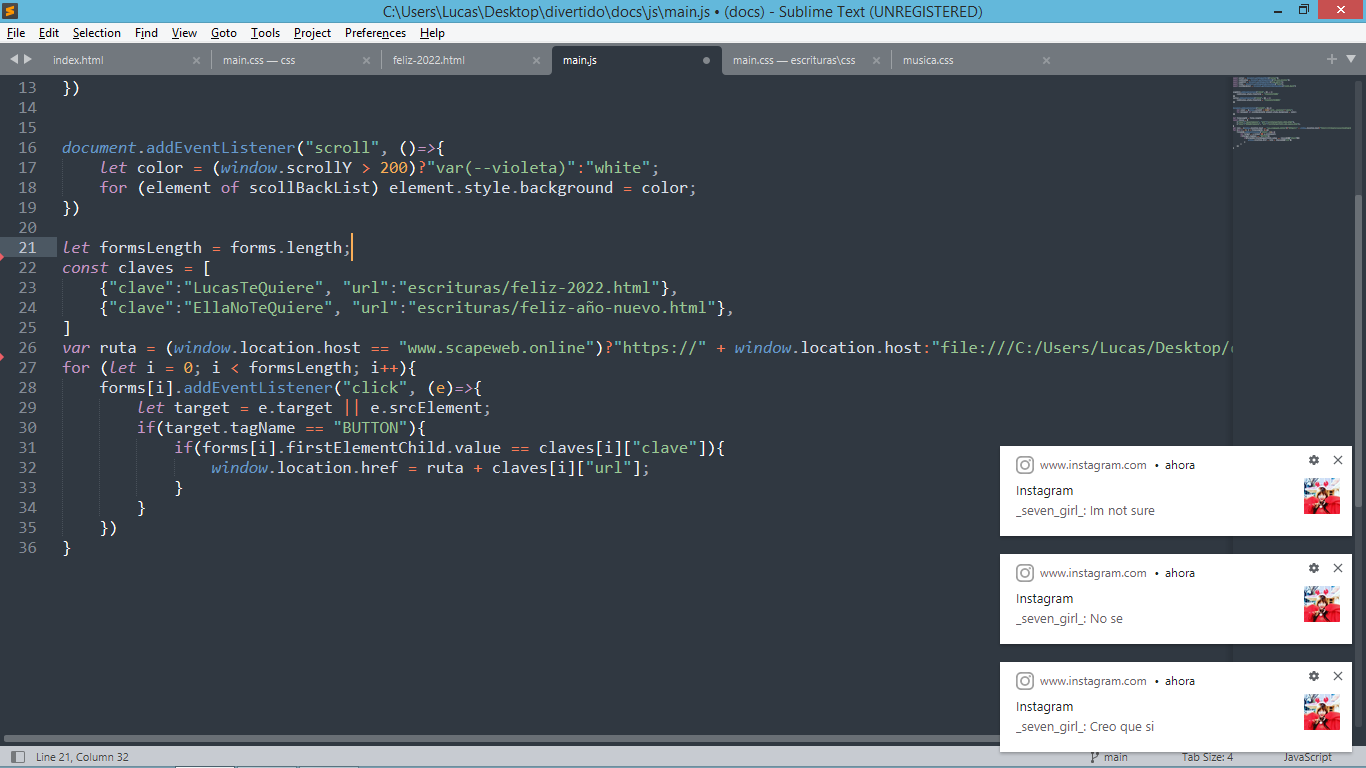 C:\Users\Lucas\Desktop\divertido\docs\js\main.js • (docs) - Sublime Text (UNREGISTERED)
File Edit Selection Find View Goto Tools Project Preferences Help
index.html main.css — css feliz-2022.html main.js main.css — escrituras\css musica.css
13 })
14
15
16 document.addEventListener("scroll", ()=>{
17 let color = (window.scrollY > 200)?"var(--violeta)":"white";
18 for (element of scollBackList) element.style.background = color;
19 })
20
21 let formsLength = forms.length;
22 const claves = [
23 {"clave":"LucasTeQuiere", "url":"escrituras/feliz-2022.html"},
24 {"clave":"EllaNoTeQuiere", "url":"escrituras/feliz-año-nuevo.html"},
25 ]
26 var ruta = (window.location.host == "www.scapeweb.online")?"https://" + window.location.host:"file:///C:/Users/Lucas/Desktop/
27 for (let i = 0; i < formsLength; i++){
28 forms[i].addEventListener("click", (e)=>{
29 let target = e.target || e.srcElement;
30 if(target.tagName == "BUTTON"){
31 if(forms[i].firstElementChild.value == claves[i]["clave"]){
32 window.location.href = ruta + claves[i]["url"];
33 }
34 }
35 })
36 }
www.instagram.com • ahora
Instagram
_seven_girl_: Im not sure
www.instagram.com • ahora
Instagram
_seven_girl_: No se
www.instagram.com • ahora
Instagram
_seven_girl_: Creo que si
Line 21, Column 32 main Tab Size: 4 JavaScript